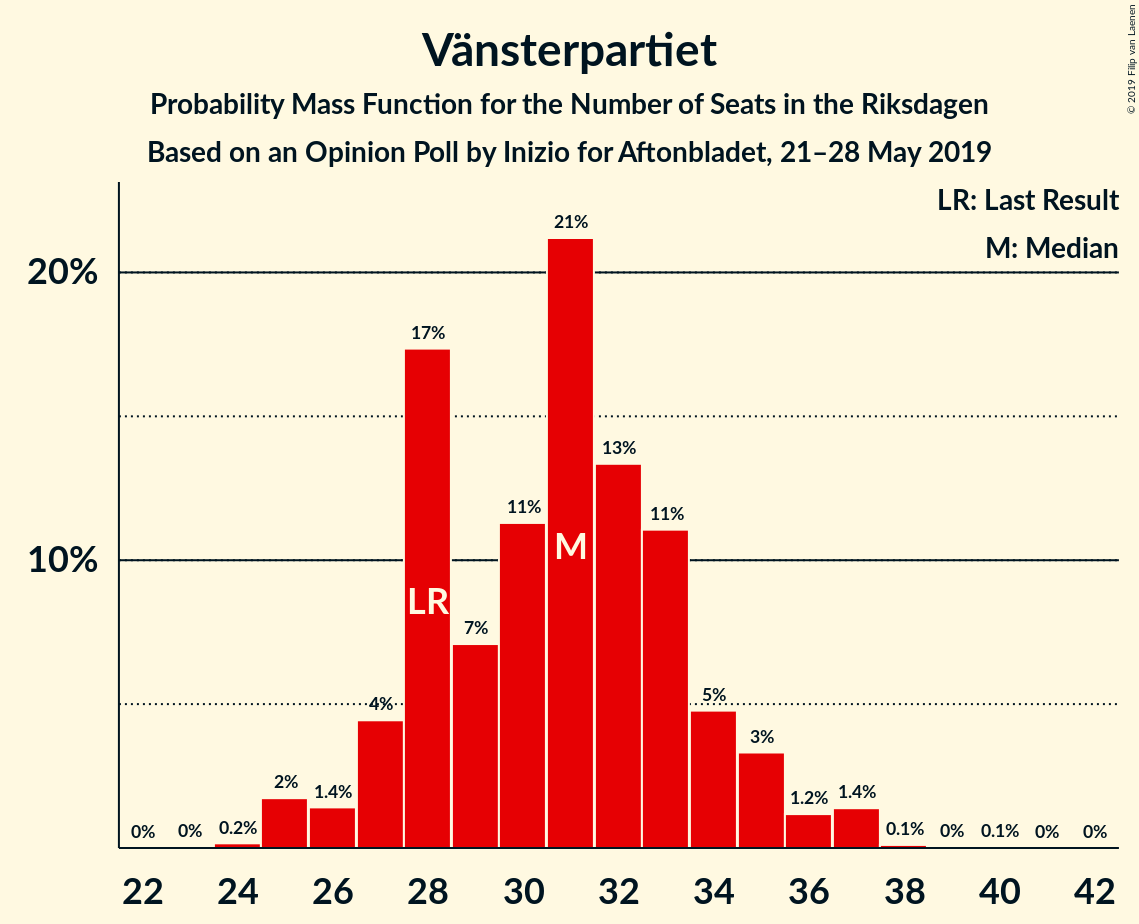 Vänsterpartiet
Probability Mass Function for the Number of Seats in the Riksdagen
Based on an Opinion Poll by Inizio for Aftonbladet, 21–28 May 2019
© 2019 Filip van Laenen
LR: Last Result
M: Median
20%
10%
0% 0% 0.2% 2% 1.4% 4% 17% 7% 11% 21% 13% 11% 5% 3% 1.2% 1.4% 0.1% 0% 0.1% 0% 0%
LR
M
22 24 26 28 30 32 34 36 38 40 42